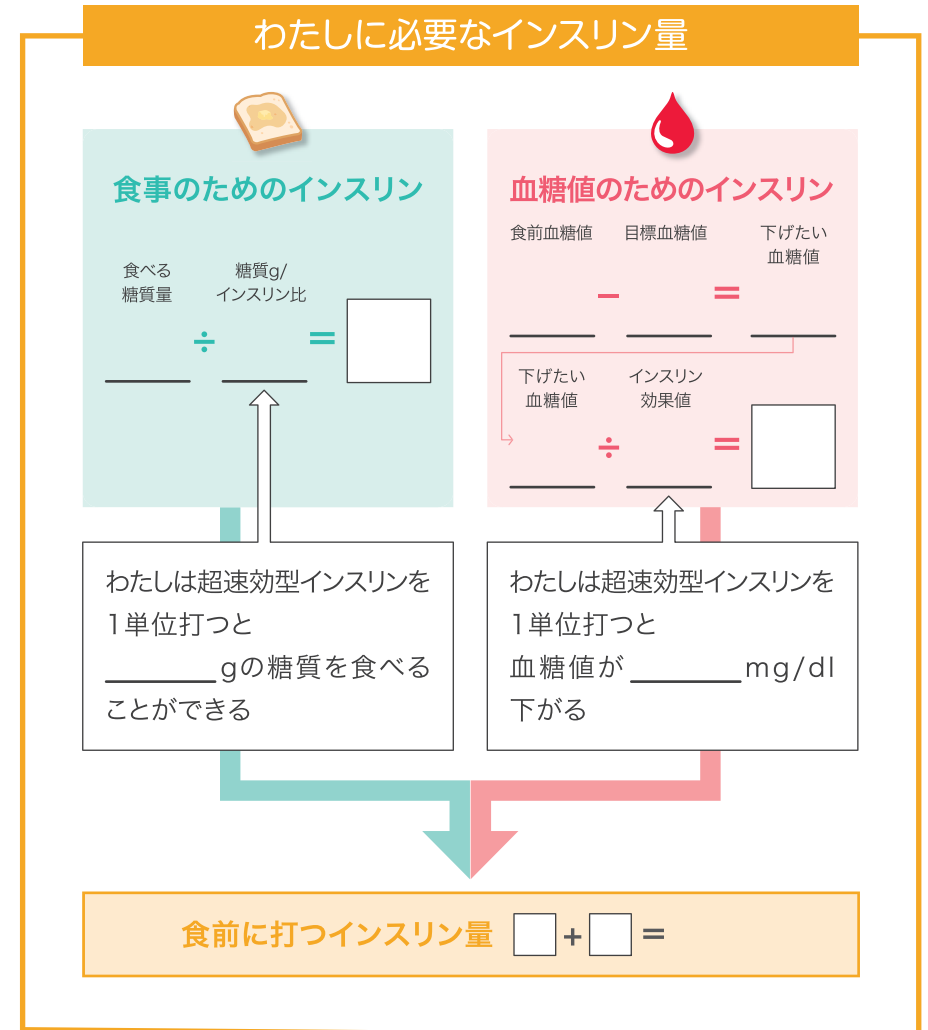 わたしに必要なインスリン量
食事のためのインスリン
食べる
糖質量
÷
糖質g/
インスリン比
=
わたしは超速効型インスリンを
1単位打つと
gの糖質を食べる
ことができる
血糖値のためのインスリン
食前血糖値
−
目標血糖値
=
下げたい
血糖値
下げたい
血糖値
÷
インスリン
効果値
=
わたしは超速効型インスリンを
1単位打つと
血糖値が mg/dl
下がる
食前に打つインスリン量 + =